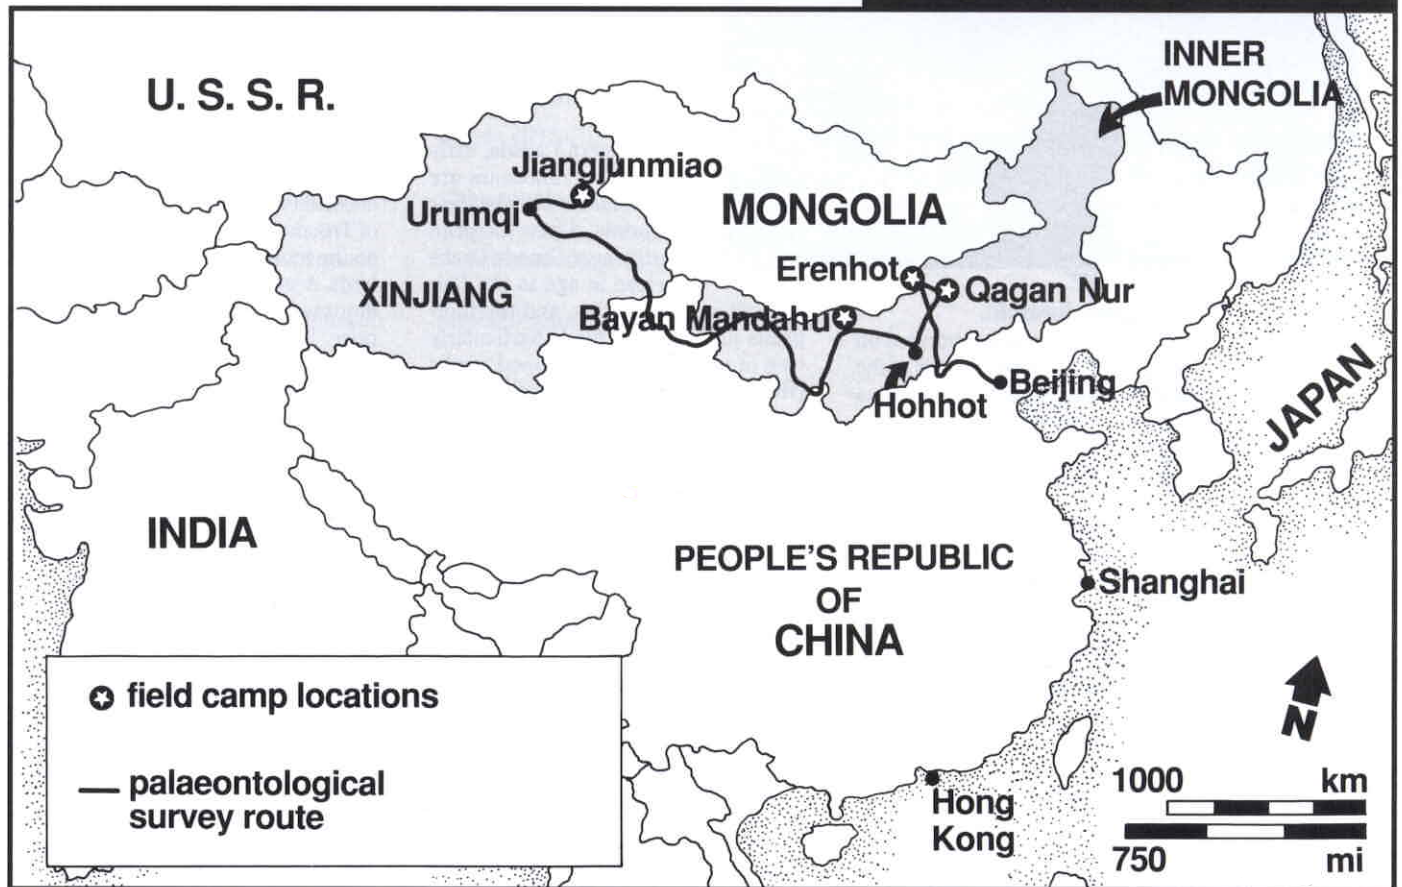 U. S. S. R.
INNER
MONGOLIA
Jiangjunmiao
Urumqi
MONGOLIA
Erenhot
Qagan Nur
XINJIANG
Bayan Mandahu
Beijing
Hohhot
JAPAN
INDIA
PEOPLE'S REPUBLIC
OF
CHINA
Shanghai
field camp locations
palaeontological
survey route
N
1000 km
750 mi
Hong
Kong